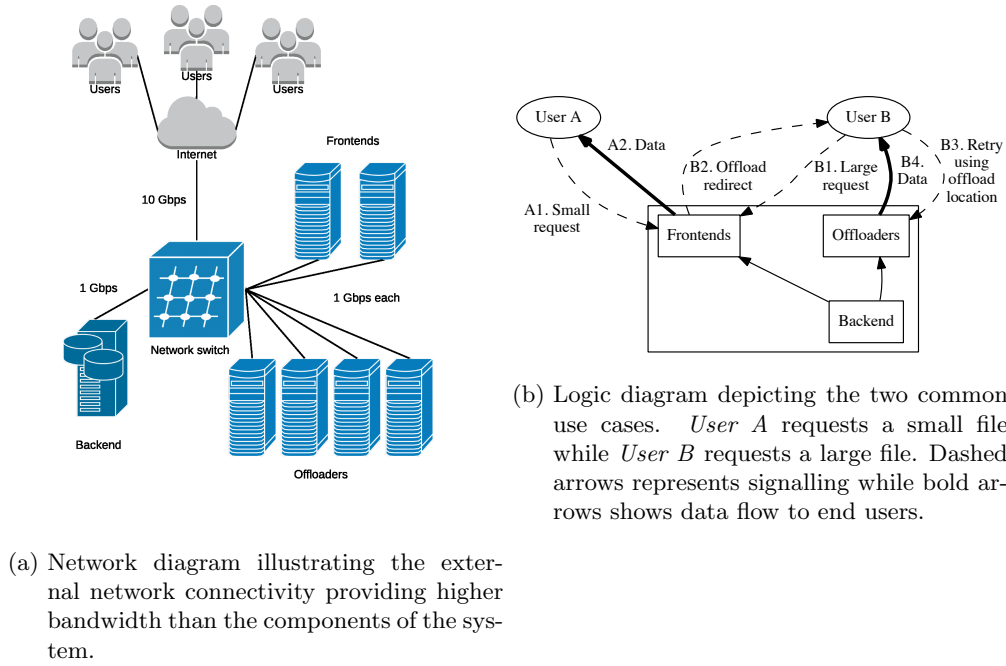 Users
Users
Users
Internet
Frontends
10 Gbps
1 Gbps
1 Gbps each
Network switch
Backend
Offloaders
(a) Network diagram illustrating the exter-
nal network connectivity providing higher
bandwidth than the components of the sys-
tem.
User A
User B
A2. Data
B2. Offload
redirect
B1. Large
request
B4.
Data
B3. Retry
using
offload
location
A1. Small
request
Frontends
Offloaders
Backend
(b) Logic diagram depicting the two common
use cases. User A requests a small file
while User B requests a large file. Dashed
arrows represents signalling while bold ar-
rows shows data flow to end users.